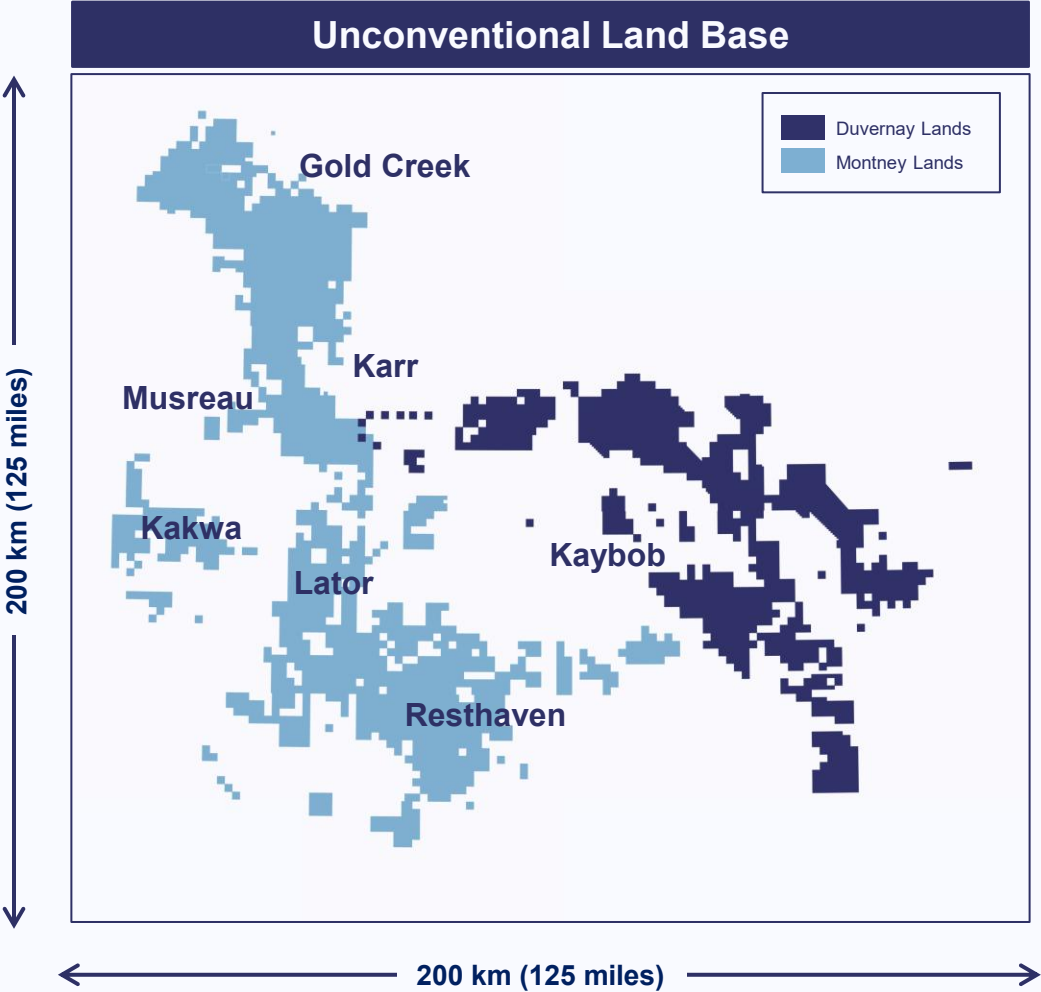 Unconventional Land Base
Duvernay Lands
Montney Lands
Gold Creek
Karr
Musreau
Kakwa
Kaybob
Lator
Resthaven
200 km (125 miles)
200 km (125 miles)